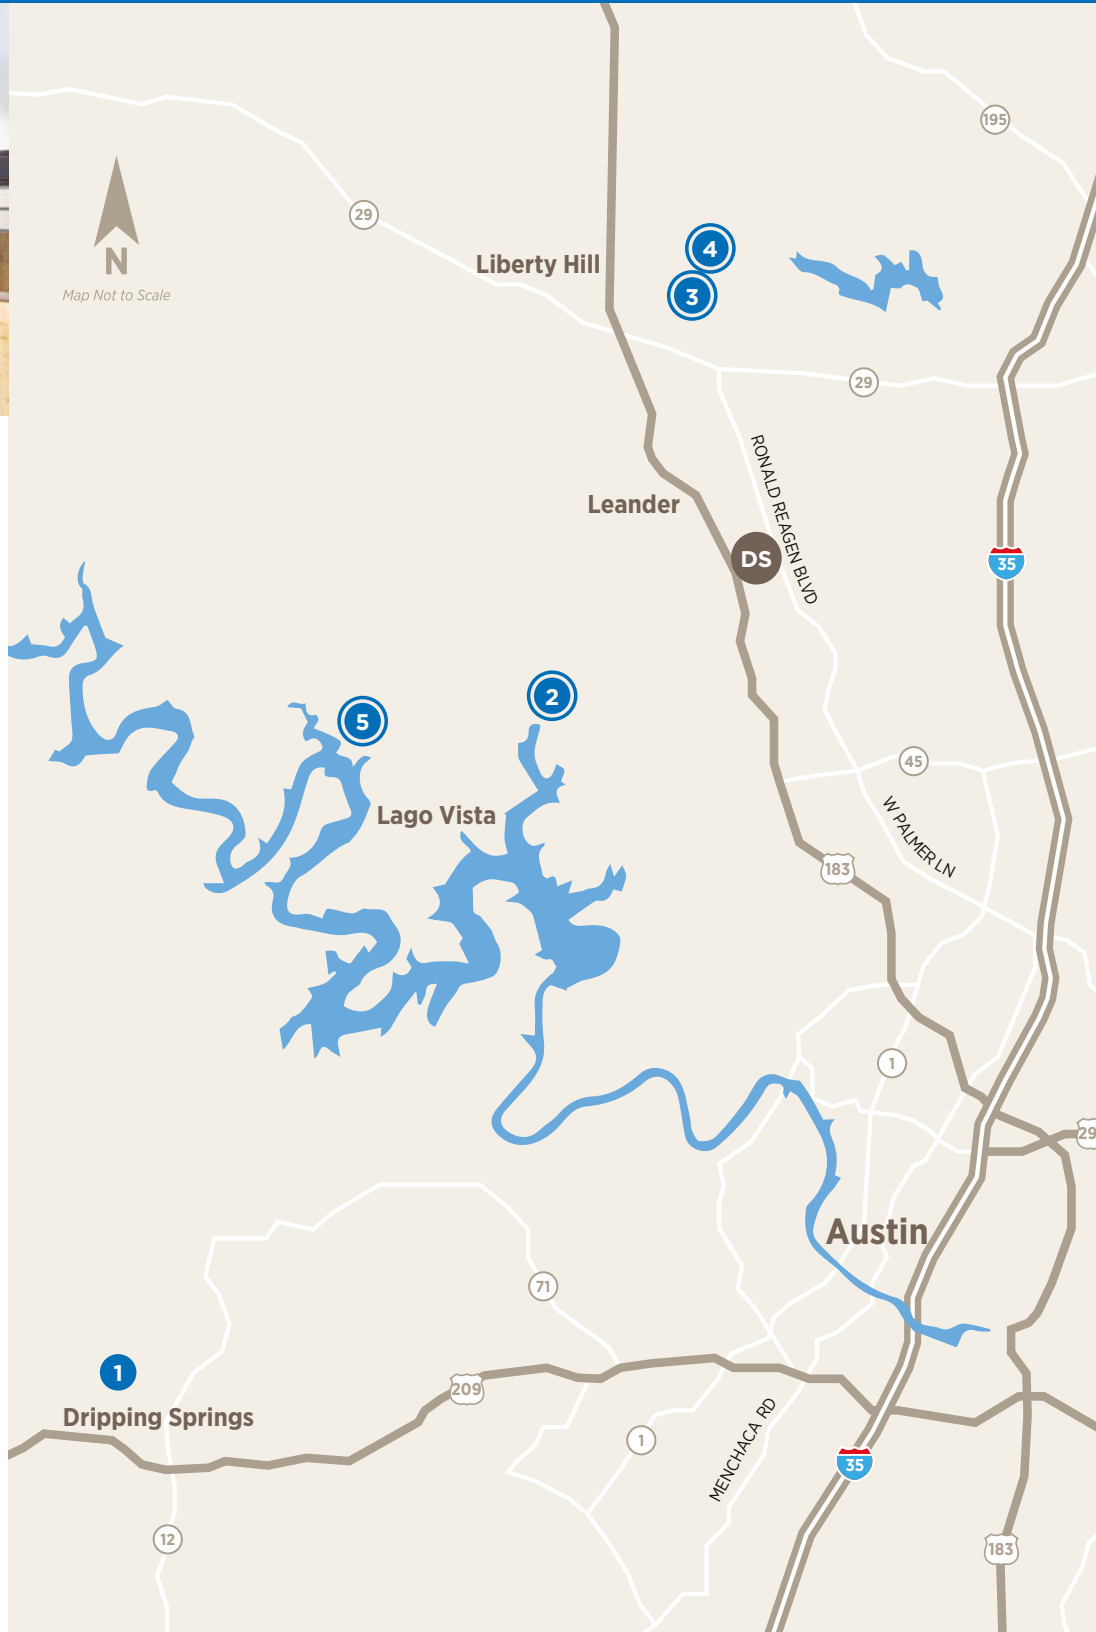 195
29
N
Map Not to Scale
Liberty Hill
4
3
29
RONALD REAGEN BLVD
Leander
DS
35
2
5
45
Lago Vista
W PALMER LN
183
1
29
Austin
71
1
209
Dripping Springs
MENCHACA RD
1
35
12
183